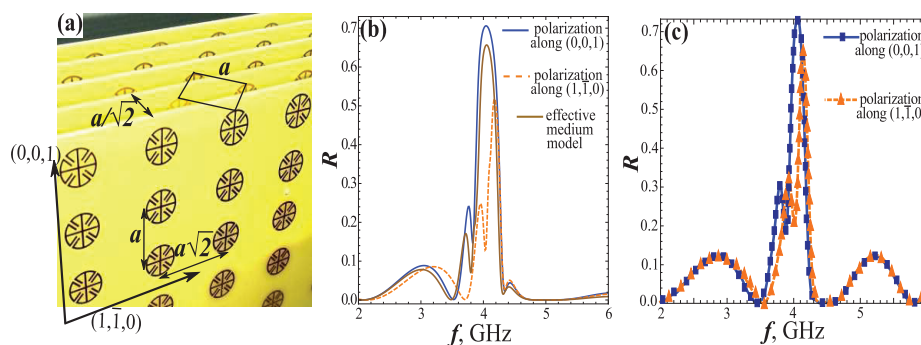 (a)
a
a/√2
(0,0,1)
a
a√2
(1,1̄,0)
(b)
R
0.7
0.6
0.5
0.4
0.3
0.2
0.1
0.0
2 3 4 5 6
f, GHz
polarization
along (0,0,1)
polarization
along (1,1̄,0)
effective
medium
model
(c)
R
0.7
0.6
0.5
0.4
0.3
0.2
0.1
0
2 3 4 5
f, GHz
polarization
along (0,0,1)
polarization
along (1,1̄,0